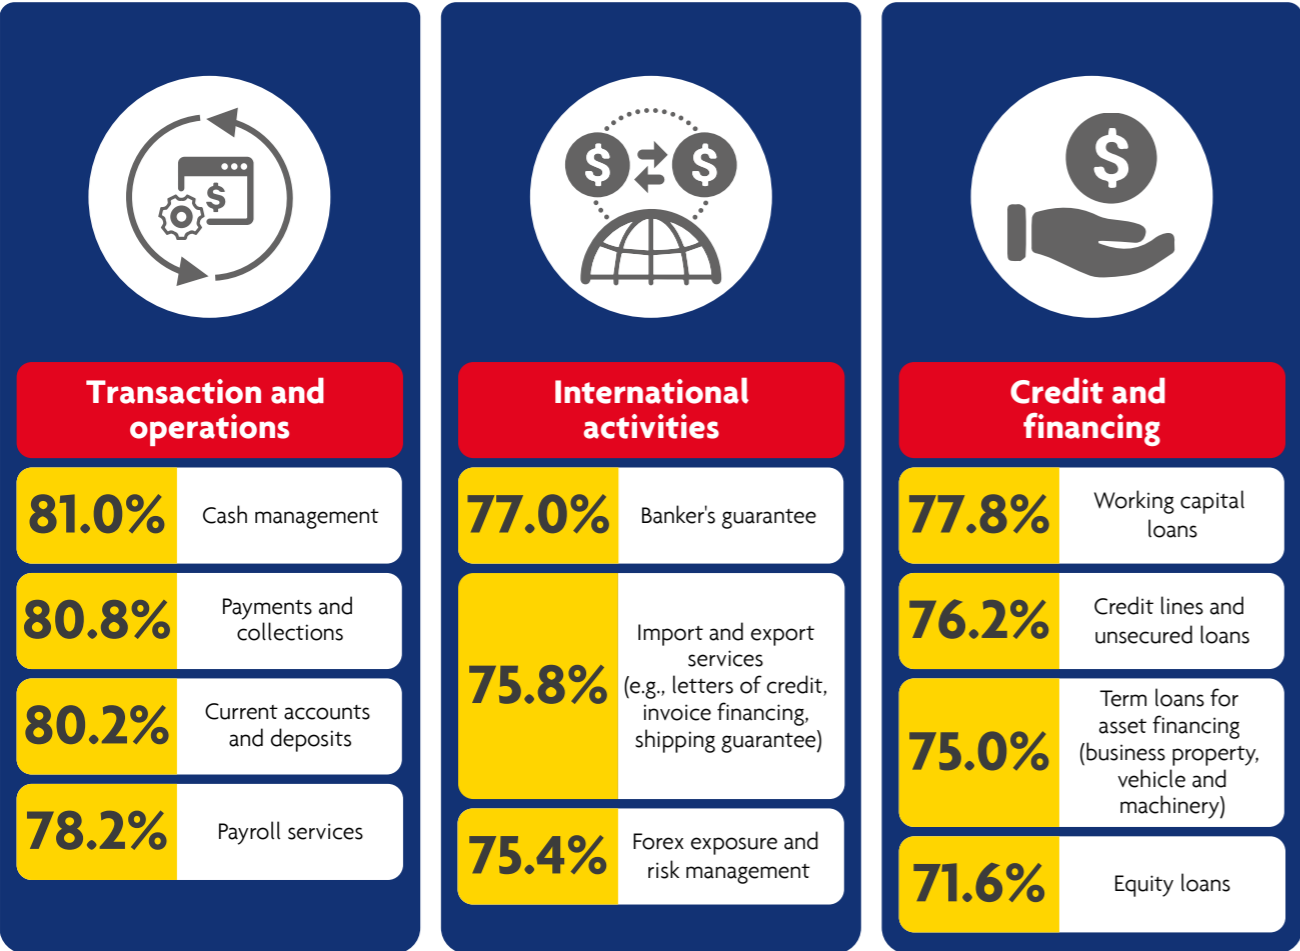 Transaction and
operations
81.0%
Cash management
80.8%
Payments and
collections
80.2%
Current accounts
and deposits
78.2%
Payroll services
International
activities
77.0%
Banker's guarantee
75.8%
Import and export
services
(e.g., letters of credit,
invoice financing,
shipping guarantee)
75.4%
Forex exposure and
risk management
Credit and
financing
77.8%
Working capital
loans
76.2%
Credit lines and
unsecured loans
75.0%
Term loans for
asset financing
(business property,
vehicle and
machinery)
71.6%
Equity loans